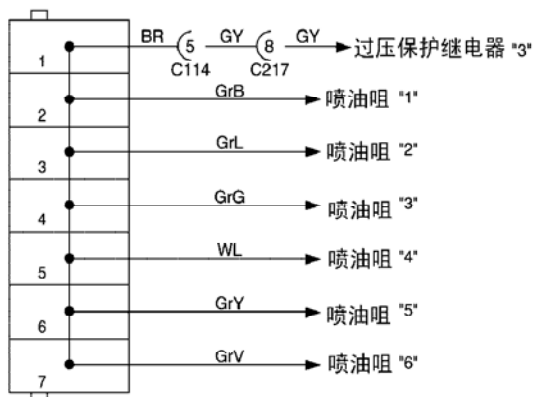 1 BR 5 GY 8 GY 过压保护继电器 "3"
C114 C217
2 GrB 喷油咀 "1"
3 GrL 喷油咀 "2"
4 GrG 喷油咀 "3"
5 WL 喷油咀 "4"
6 GrY 喷油咀 "5"
7 GrV 喷油咀 "6"